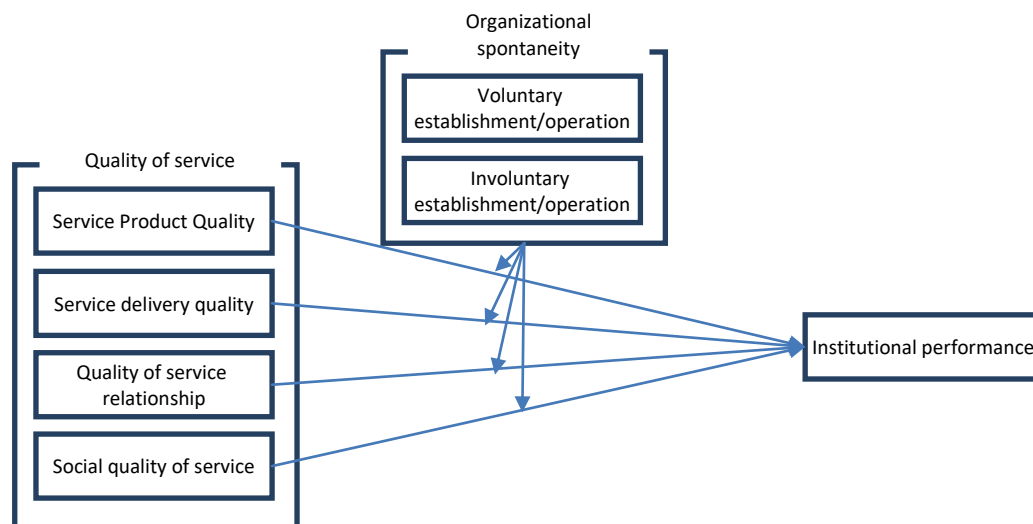 Organizational
spontaneity
Voluntary
establishment/operation
Involuntary
establishment/operation
Quality of service
Service Product Quality
Service delivery quality
Quality of service
relationship
Social quality of service
Institutional performance